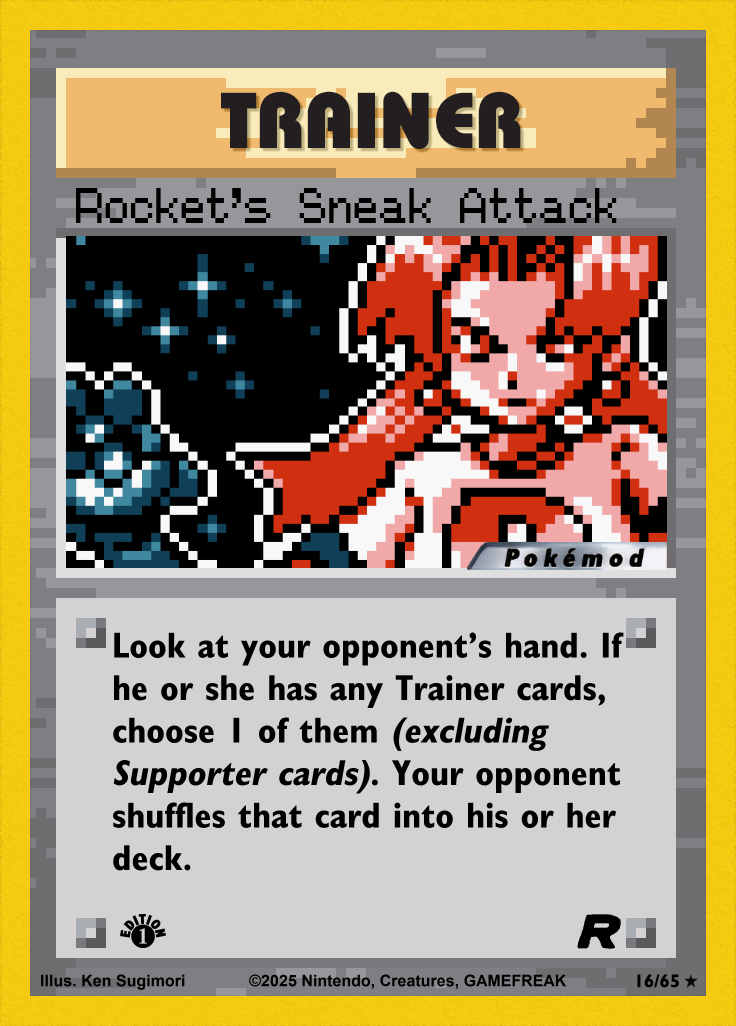 TRAINER
Rocket's Sneak Attack
Pokémod
Look at your opponent's hand. If
he or she has any Trainer cards,
choose 1 of them (excluding
Supporter cards). Your opponent
shuffles that card into his or her
deck.
EDITION
1
R
Illus. Ken Sugimori ©2025 Nintendo, Creatures, GAMEFREAK 16/65 ★